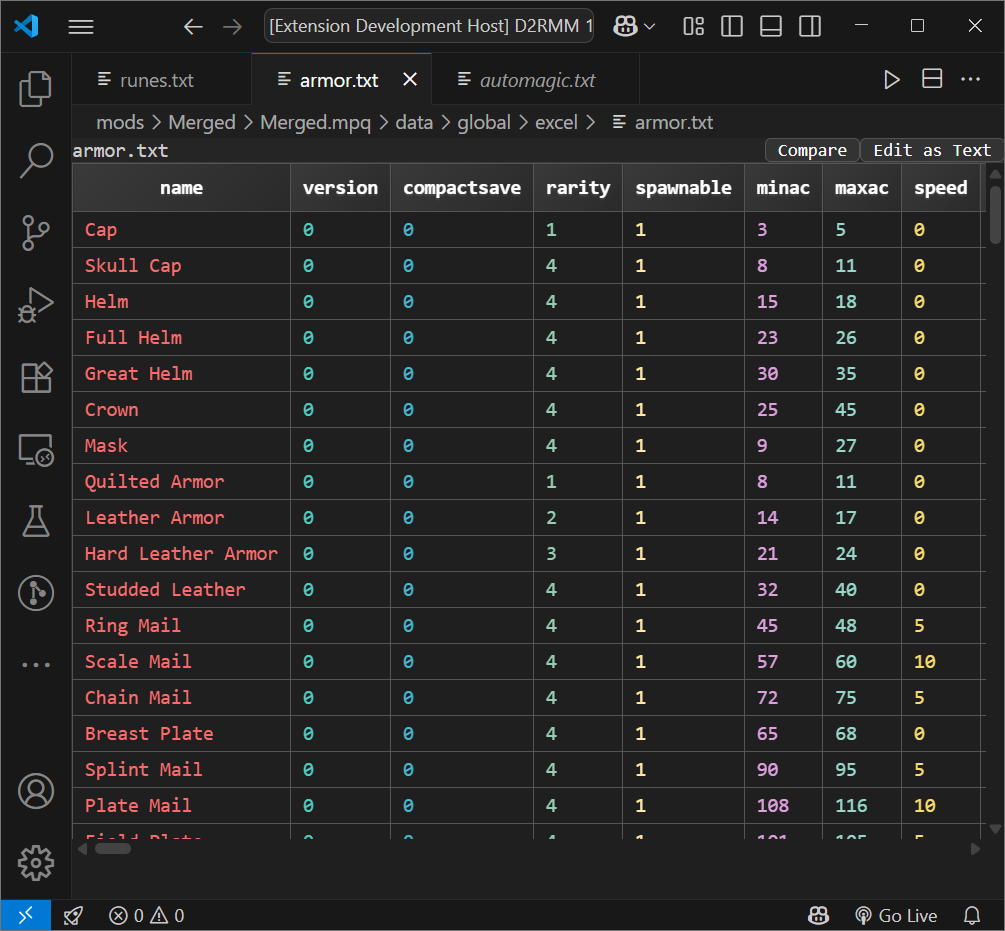 [Extension Development Host] D2RMM 1
runes.txt armor.txt automagic.txt
mods > Merged > Merged.mpq > data > global > excel > armor.txt
armor.txt Compare Edit as Text
name version compactsave rarity spawnable minac maxac speed
Cap 0 0 1 1 3 5 0
Skull Cap 0 0 4 1 8 11 0
Helm 0 0 4 1 15 18 0
Full Helm 0 0 4 1 23 26 0
Great Helm 0 0 4 1 30 35 0
Crown 0 0 4 1 25 45 0
Mask 0 0 4 1 9 27 0
Quilted Armor 0 0 1 1 8 11 0
Leather Armor 0 0 2 1 14 17 0
Hard Leather Armor 0 0 3 1 21 24 0
Studded Leather 0 0 4 1 32 40 0
Ring Mail 0 0 4 1 45 48 5
Scale Mail 0 0 4 1 57 60 10
Chain Mail 0 0 4 1 72 75 5
Breast Plate 0 0 4 1 65 68 0
Splint Mail 0 0 4 1 90 95 5
Plate Mail 0 0 4 1 108 116 10
Field Plate 0 0 4 1 101 105 5
0 0 Go Live